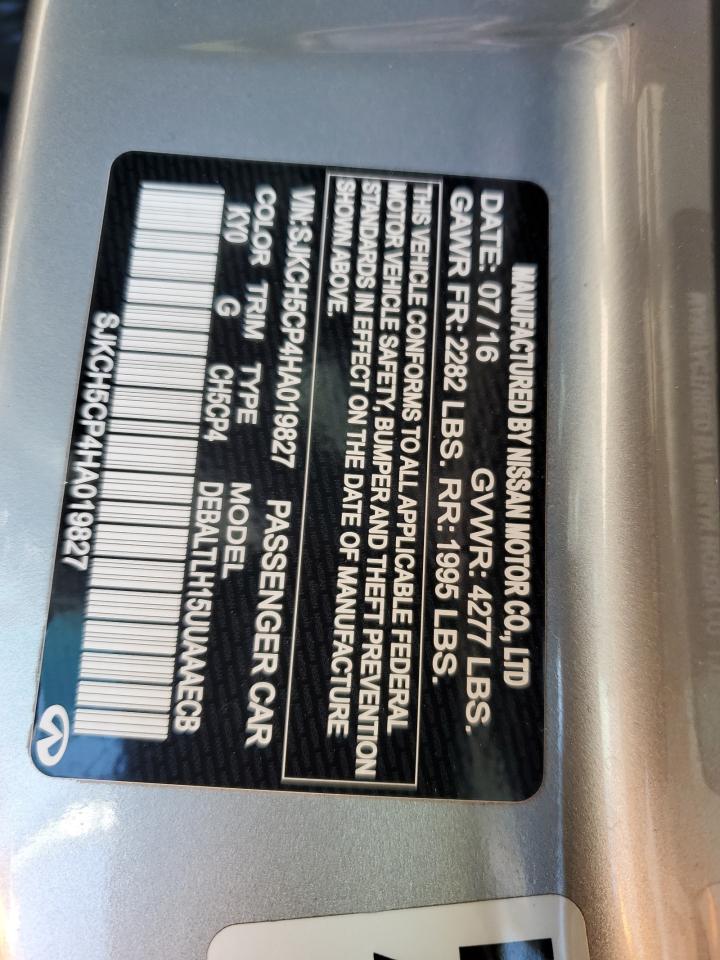 MANUFACTURED BY NISSAN MOTOR CO., LTD
DATE: 07/16 GVWR: 4277 LBS.
GAWR FR: 2282 LBS. RR: 1995 LBS.
THIS VEHICLE CONFORMS TO ALL APPLICABLE FEDERAL
MOTOR VEHICLE SAFETY, BUMPER AND THEFT PREVENTION
STANDARDS IN EFFECT ON THE DATE OF MANUFACTURE
SHOWN ABOVE.
VIN: SJKCH5CP4HA019827 PASSENGER CAR
COLOR TRIM TYPE MODEL
KY0 G CH5CP4 DEBALTLH15UUAAAECB
SJKCH5CP4HA019827